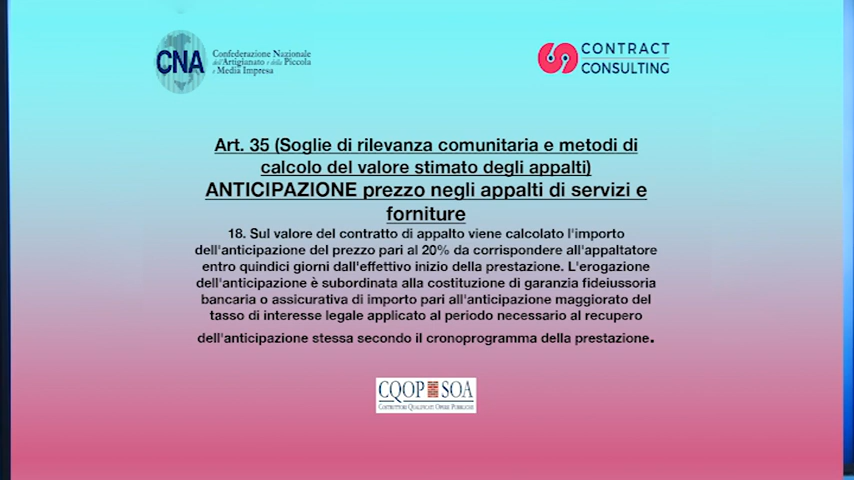 CNA
Confederazione Nazionale
dell'Artigianato e della Piccola
e Media Impresa
CONTRACT
CONSULTING
Art. 35 (Soglie di rilevanza comunitaria e metodi di
calcolo del valore stimato degli appalti)
ANTICIPAZIONE prezzo negli appalti di servizi e
forniture
18. Sul valore del contratto di appalto viene calcolato l'importo
dell'anticipazione del prezzo pari al 20% da corrispondere all'appaltatore
entro quindici giorni dall'effettivo inizio della prestazione. L'erogazione
dell'anticipazione è subordinata alla costituzione di garanzia fideiussoria
bancaria o assicurativa di importo pari all'anticipazione maggiorato del
tasso di interesse legale applicato al periodo necessario al recupero
dell'anticipazione stessa secondo il cronoprogramma della prestazione.
CQOP SOA
COSTRUTTORI QUALIFICATI OPERE PUBBLICHE